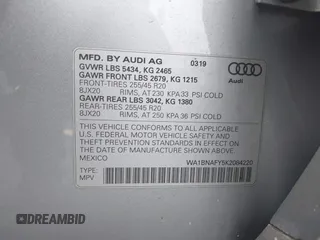 MFD. BY AUDI AG 0319
GVWR LBS 5434, KG 2465
GAWR FRONT LBS 2679, KG 1215
FRONT-TIRES 255/45 R20
8JX20 RIMS, AT 230 KPA 33 PSI COLD
GAWR REAR LBS 3042, KG 1380
REAR-TIRES 255/45 R20
8JX20 RIMS, AT 250 KPA 36 PSI COLD
Audi
THIS VEHICLE CONFORMS TO ALL APPLICABLE
U.S. FEDERAL MOTOR VEHICLE SAFETY AND
THEFT PREVENTION STANDARDS IN EFFECT
ON THE DATE OF MANUFACTURE SHOWN ABOVE.
MEXICO WA1BNAFY5K2084220
TYPE:
MPV
© iDREAMBID.COM